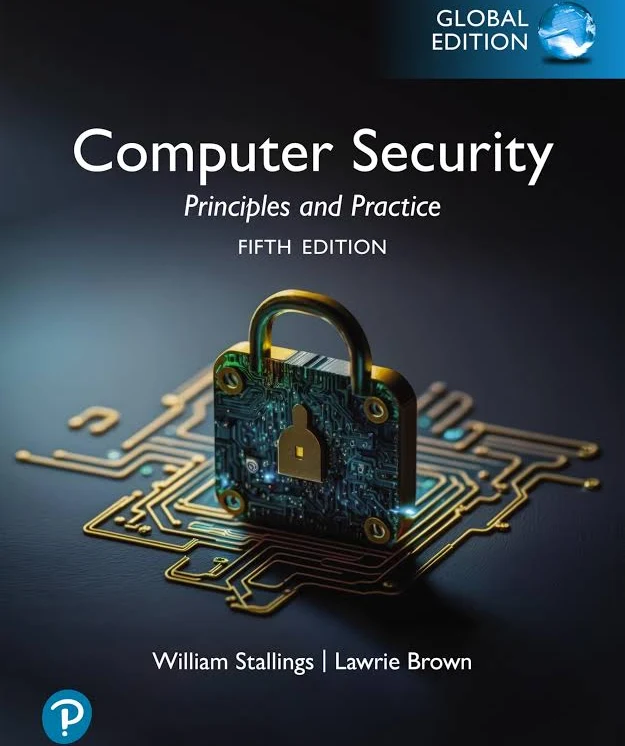 GLOBAL
EDITION
Computer Security
Principles and Practice
FIFTH EDITION
William Stallings | Lawrie Brown
P